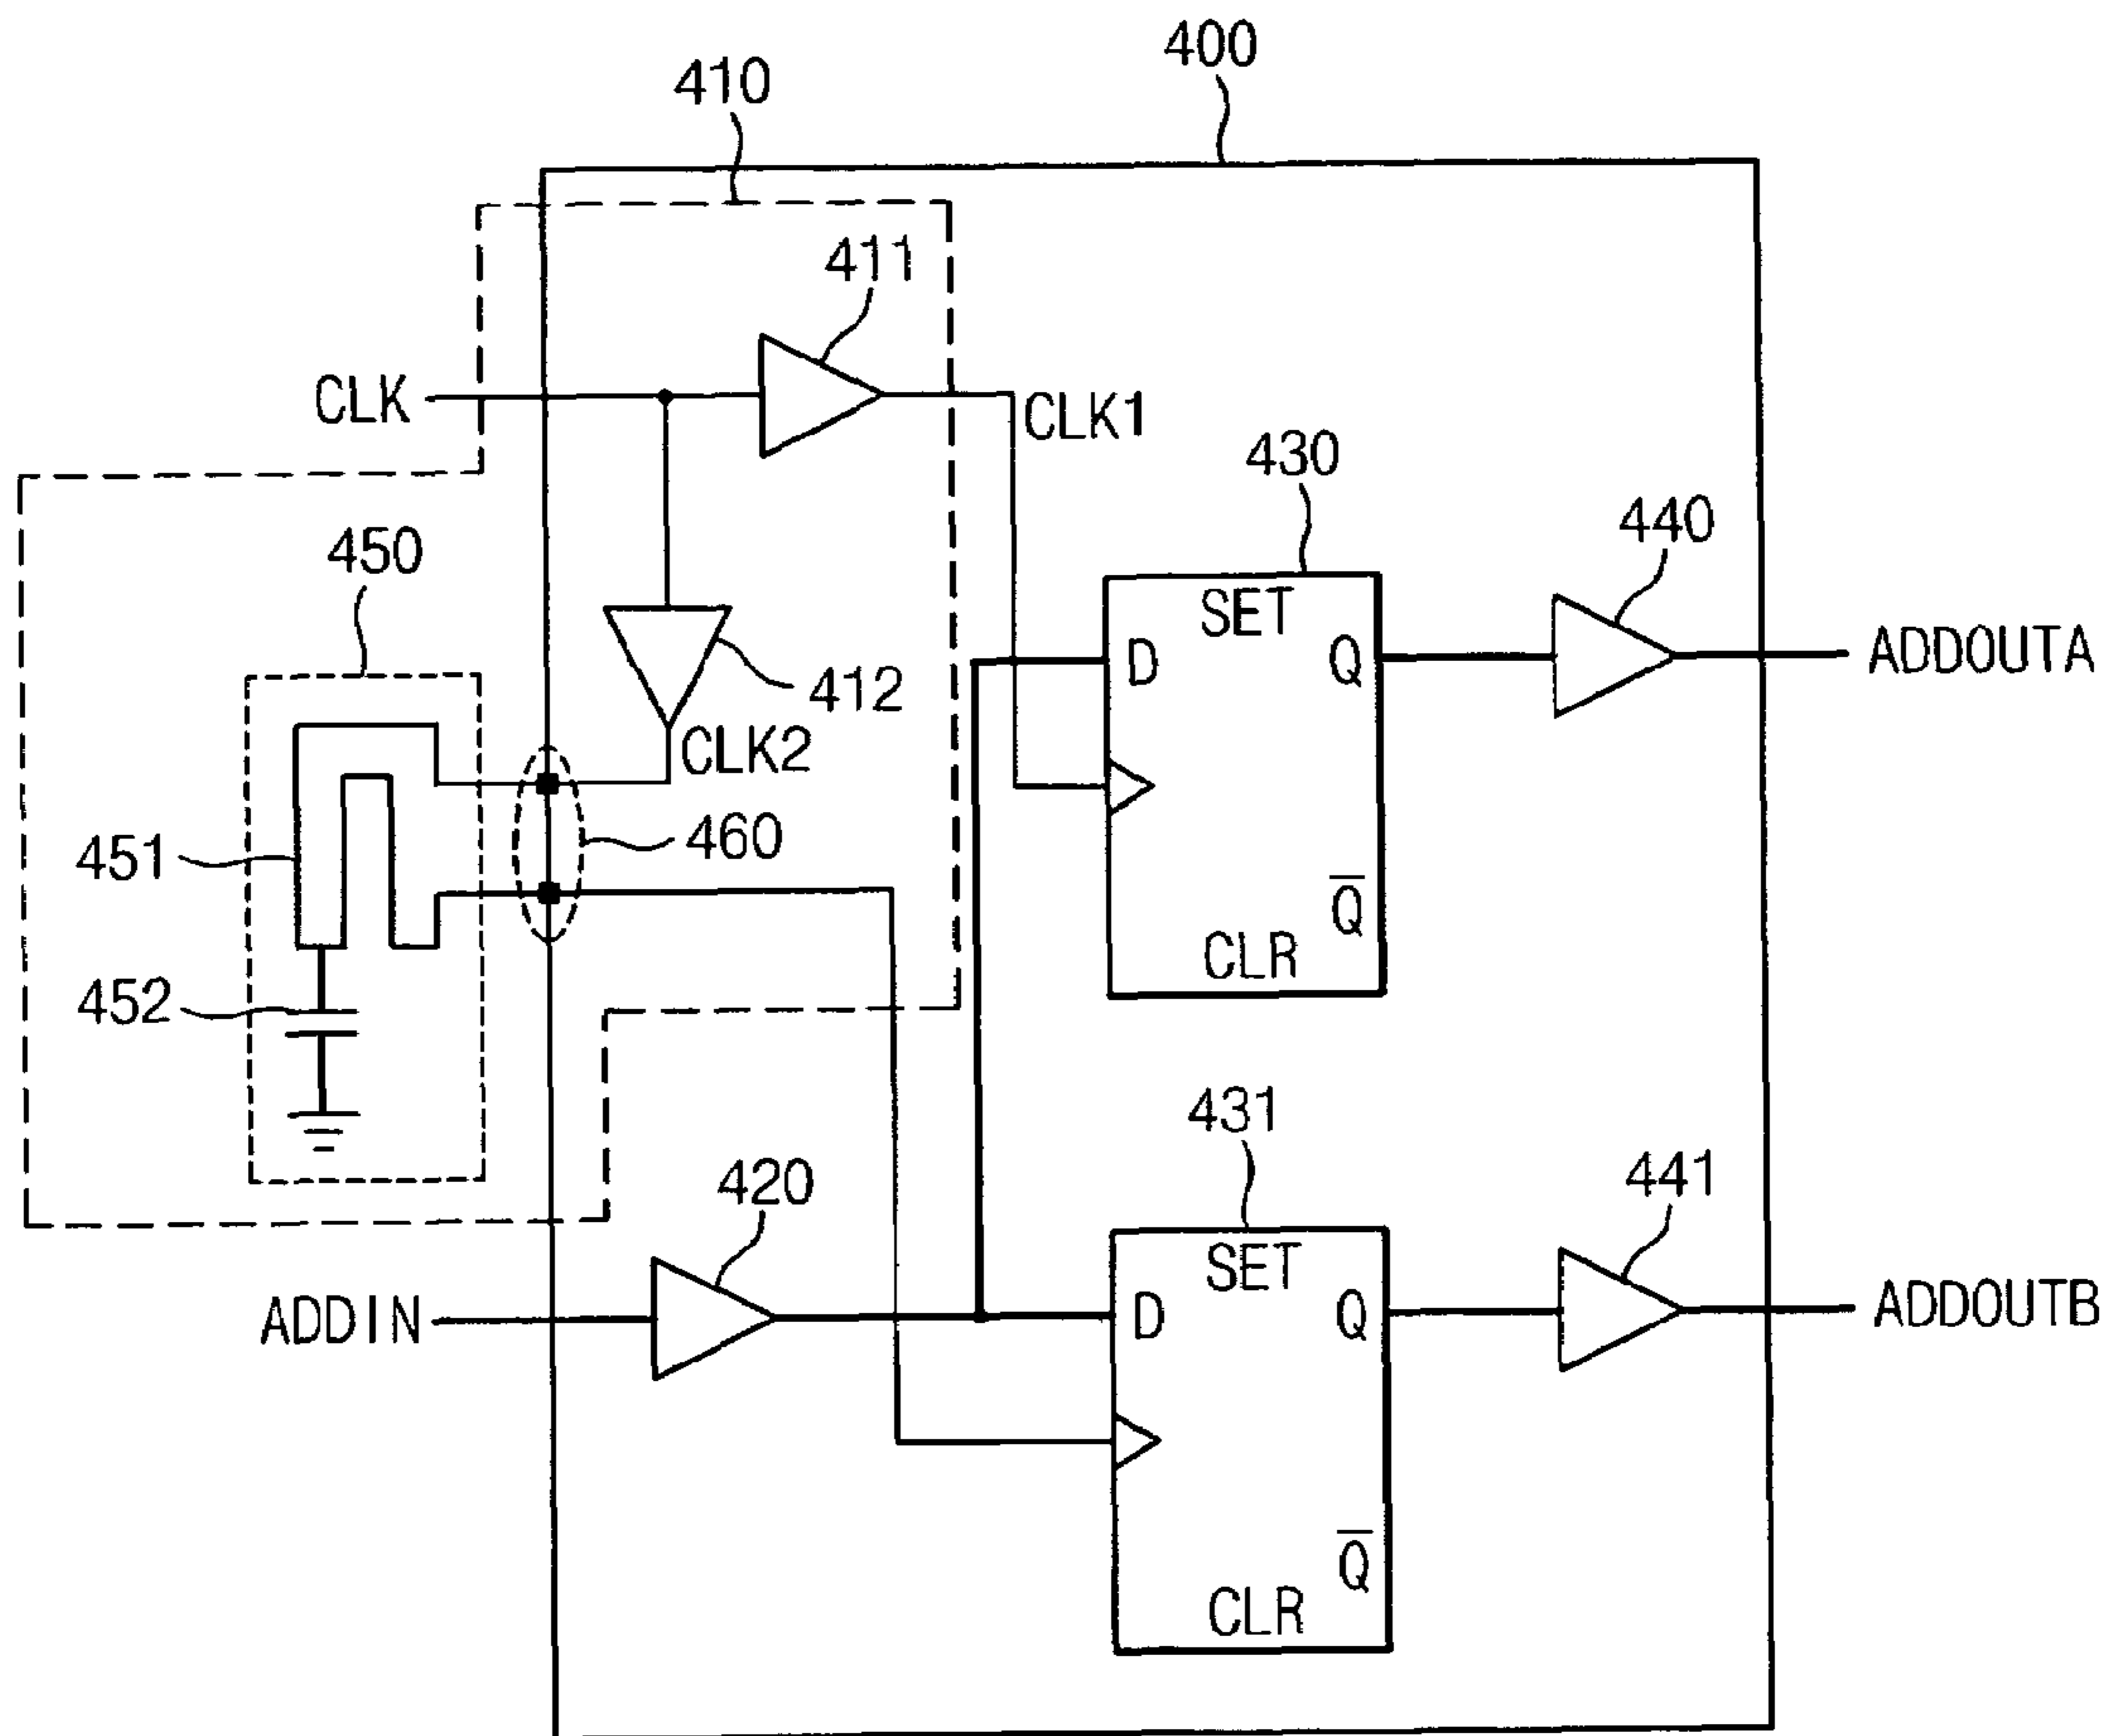 400
410
411
CLK
CLK1
430
440
450
SET
D
Q
ADDOUTA
412
CLK2
460
451
Q̅
CLR
452
431
420
441
SET
ADDIN
D
Q
ADDOUTB
Q̅
CLR